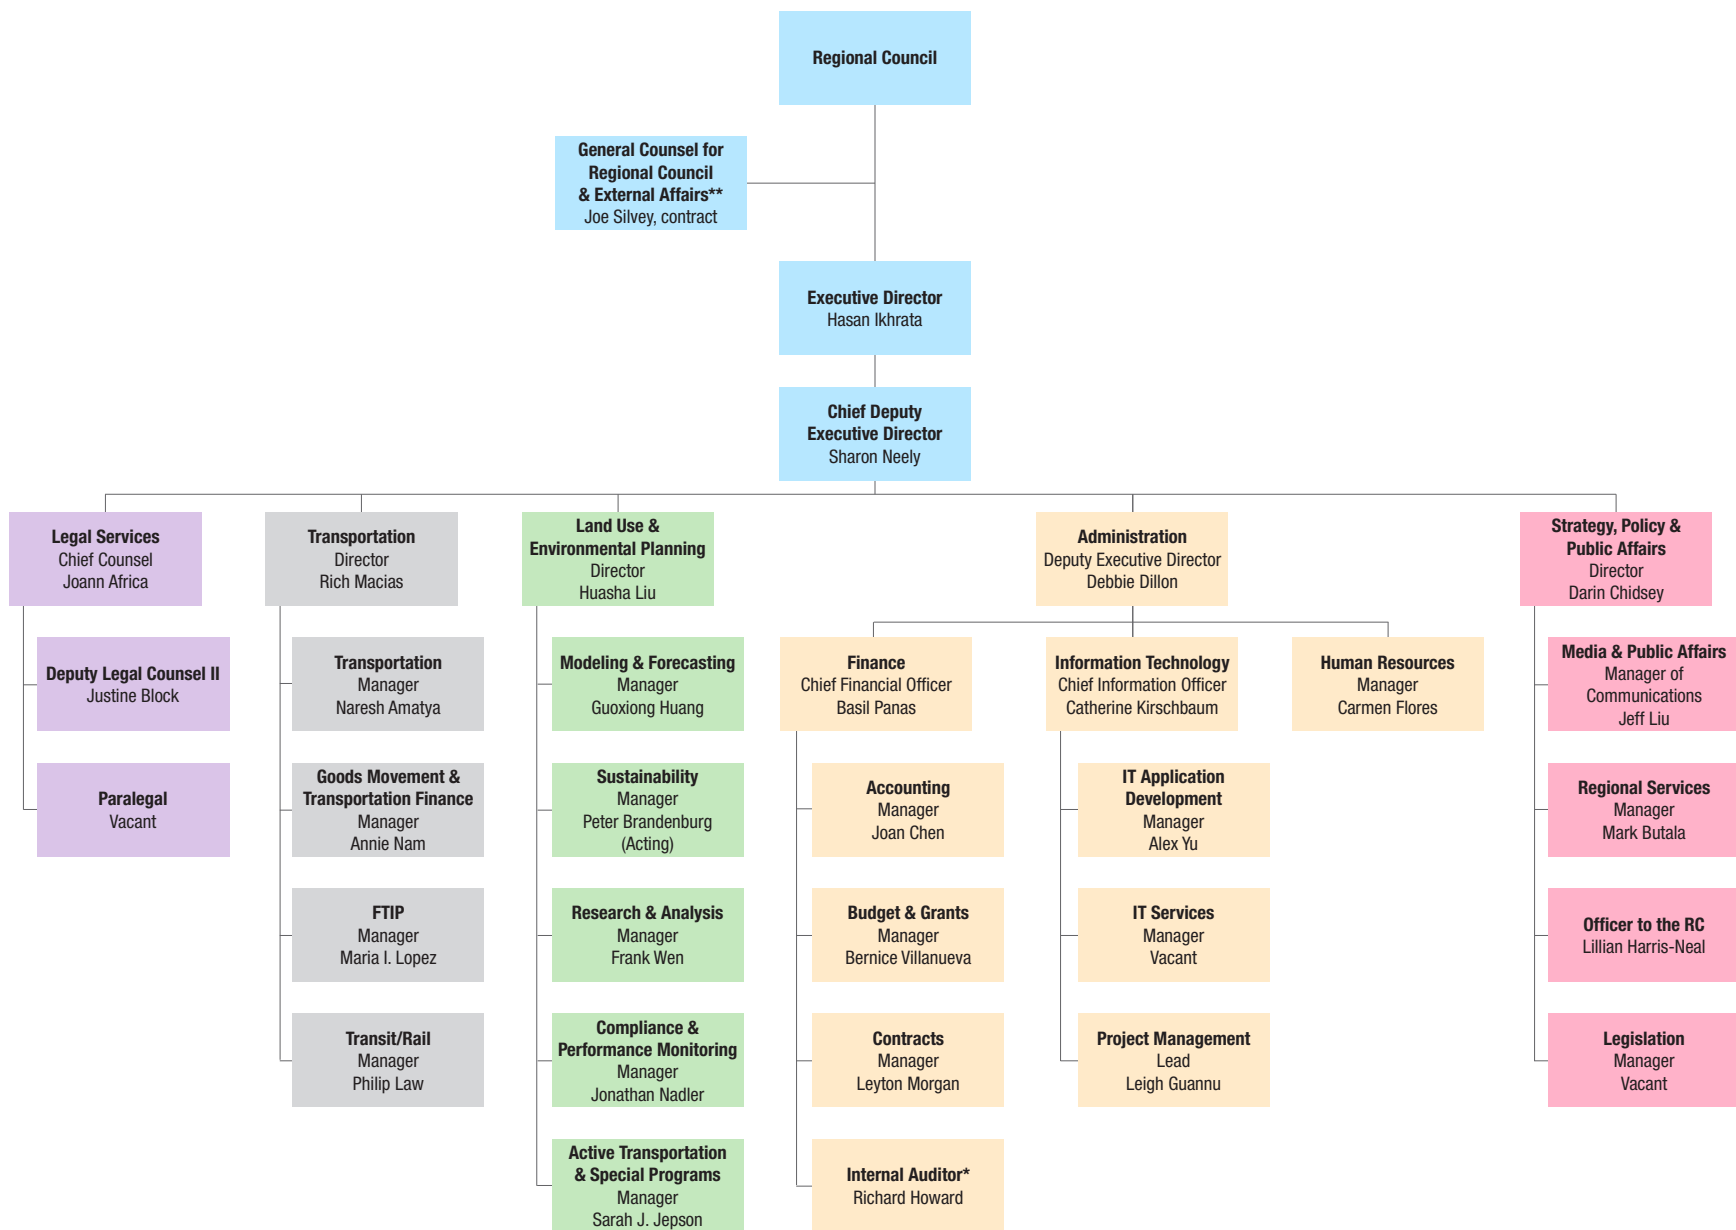 Regional Council
General Counsel for
Regional Council
& External Affairs**
Joe Silvey, contract
Executive Director
Hasan Ikhrata
Chief Deputy
Executive Director
Sharon Neely
Legal Services
Chief Counsel
Joann Africa
Deputy Legal Counsel II
Justine Block
Paralegal
Vacant
Transportation
Director
Rich Macias
Transportation
Manager
Naresh Amatya
Goods Movement &
Transportation Finance
Manager
Annie Nam
FTIP
Manager
Maria I. Lopez
Transit/Rail
Manager
Philip Law
Land Use &
Environmental Planning
Director
Huasha Liu
Modeling & Forecasting
Manager
Guoxiong Huang
Sustainability
Manager
Peter Brandenburg
(Acting)
Research & Analysis
Manager
Frank Wen
Compliance &
Performance Monitoring
Manager
Jonathan Nadler
Active Transportation
& Special Programs
Manager
Sarah J. Jepson
Administration
Deputy Executive Director
Debbie Dillon
Finance
Chief Financial Officer
Basil Panas
Accounting
Manager
Joan Chen
Budget & Grants
Manager
Bernice Villanueva
Contracts
Manager
Leyton Morgan
Internal Auditor*
Richard Howard
Information Technology
Chief Information Officer
Catherine Kirschbaum
IT Application
Development
Manager
Alex Yu
IT Services
Manager
Vacant
Project Management
Lead
Leigh Guannu
Human Resources
Manager
Carmen Flores
Strategy, Policy &
Public Affairs
Director
Darin Chidsey
Media & Public Affairs
Manager of
Communications
Jeff Liu
Regional Services
Manager
Mark Butala
Officer to the RC
Lillian Harris-Neal
Legislation
Manager
Vacant